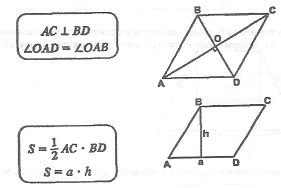 AC ⊥ BD
∠OAD = ∠OAB
B
C
O
A
D
S = 1/2 AC · BD
S = a · h
B
C
h
A
a
D